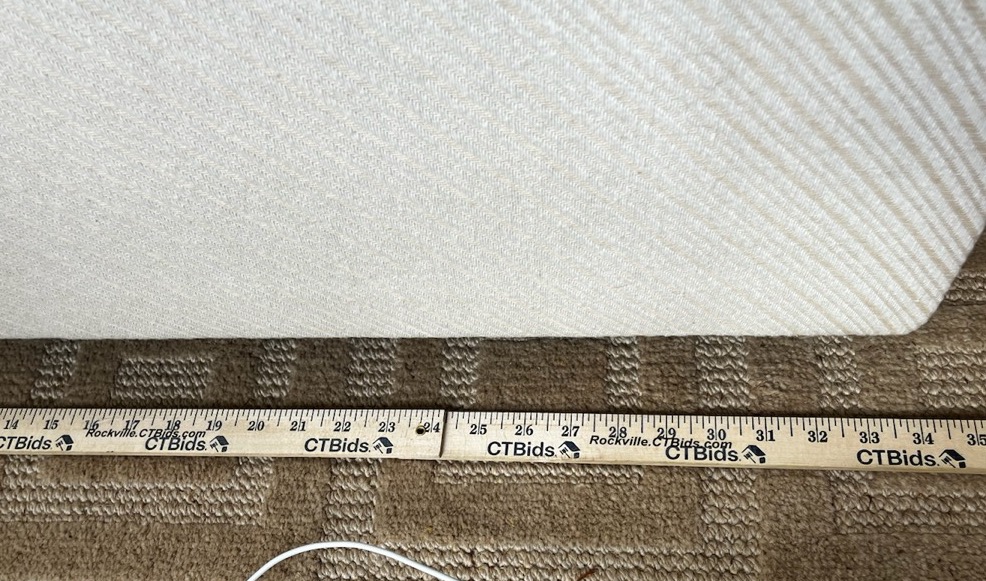 14 15 16 17 18 19 20 21 22 23 24 25 26 27 28 29 30 31 32 33 34 35
Rockville.CTBids.com Rockville.CTBids.com
CTBids. CTBids. CTBids. CTBids. CTBids. CTBids.